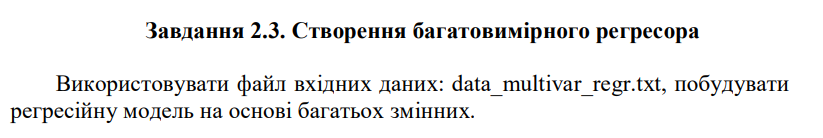 Завдання 2.3. Створення багатовимірного регресора
Використовувати файл вхідних даних: data_multivar_regr.txt, побудувати
регресійну модель на основі багатьох змінних.